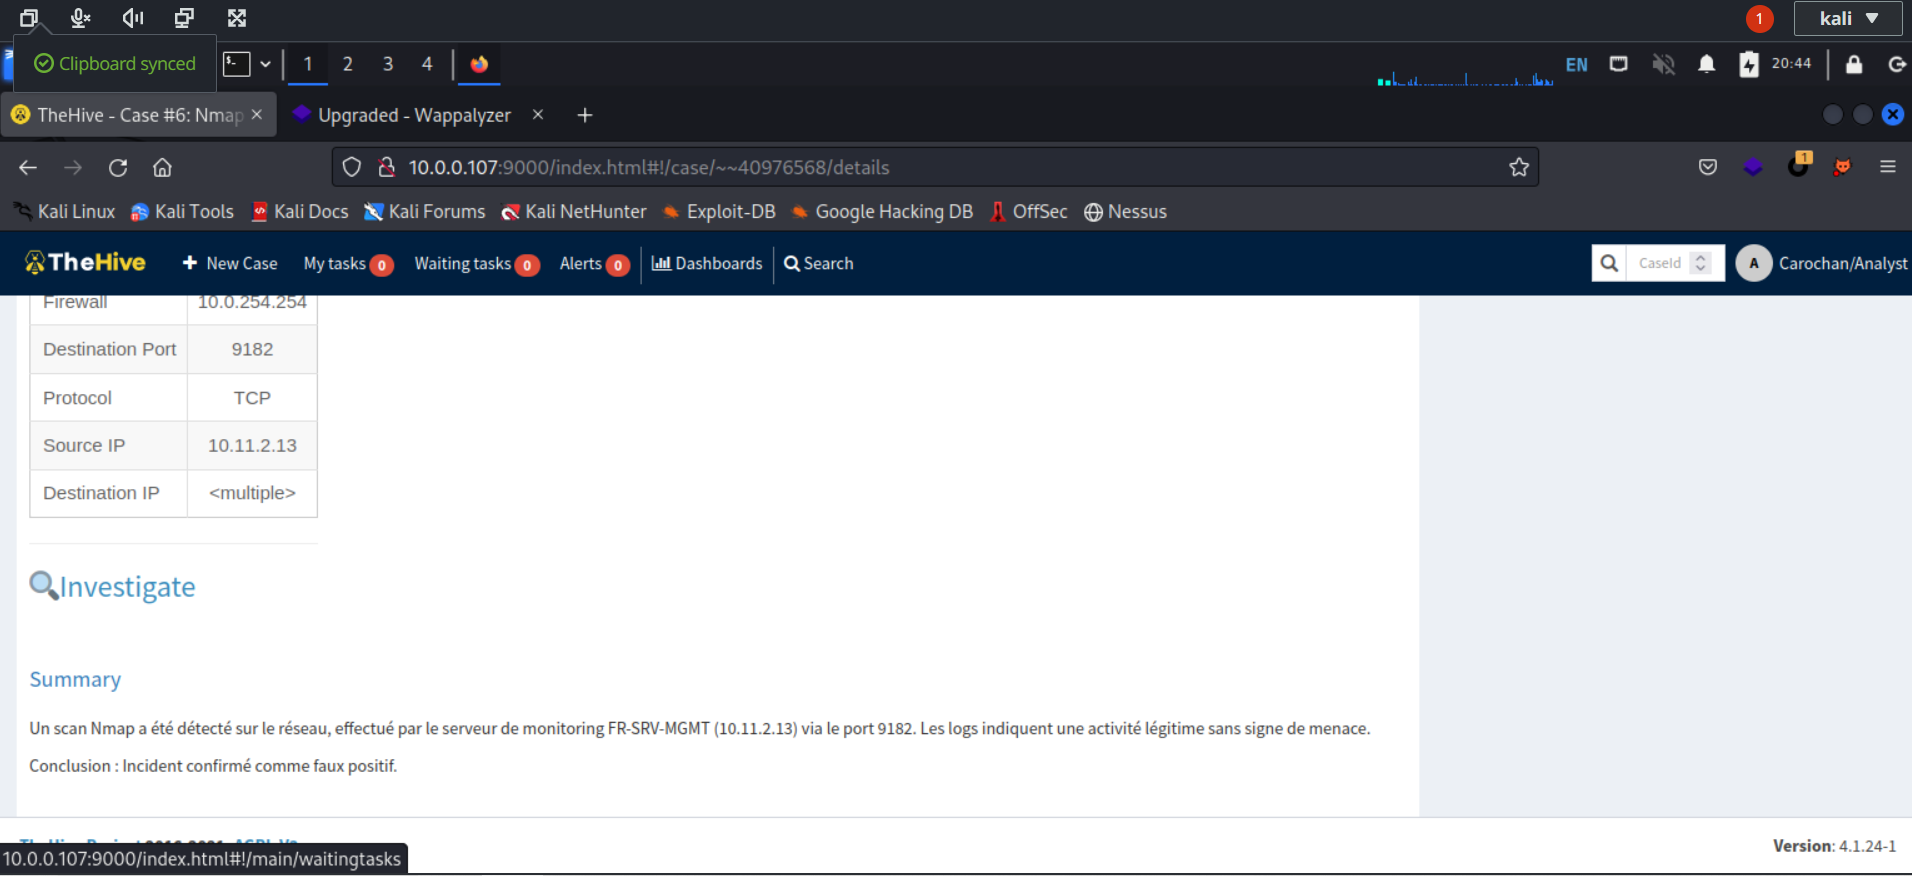 1
kali
Clipboard synced
1
2
3
4
EN
20:44
TheHive - Case #6: Nmap
Upgraded - Wappalyzer
10.0.0.107:9000/index.html#!/case/~~40976568/details
1
Kali Linux
Kali Tools
Kali Docs
Kali Forums
Kali NetHunter
Exploit-DB
Google Hacking DB
OffSec
Nessus
TheHive
New Case
My tasks 0
Waiting tasks 0
Alerts 0
Dashboards
Search
CaseId
A
Carochan/Analyst
Firewall 10.0.254.254
Destination Port 9182
Protocol TCP
Source IP 10.11.2.13
Destination IP <multiple>
Investigate
Summary
Un scan Nmap a été détecté sur le réseau, effectué par le serveur de monitoring FR-SRV-MGMT (10.11.2.13) via le port 9182. Les logs indiquent une activité légitime sans signe de menace.
Conclusion : Incident confirmé comme faux positif.
Version: 4.1.24-1
10.0.0.107:9000/index.html#!/main/waitingtasks